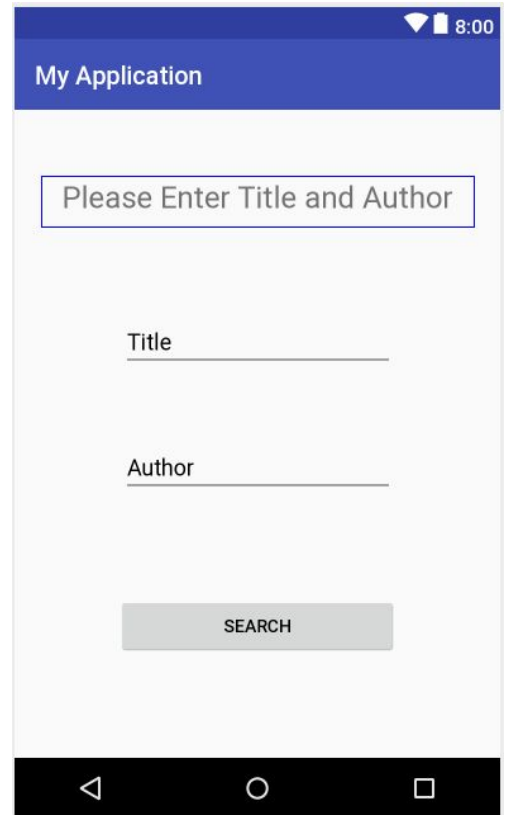 8:00
My Application
Please Enter Title and Author
Title
Author
SEARCH